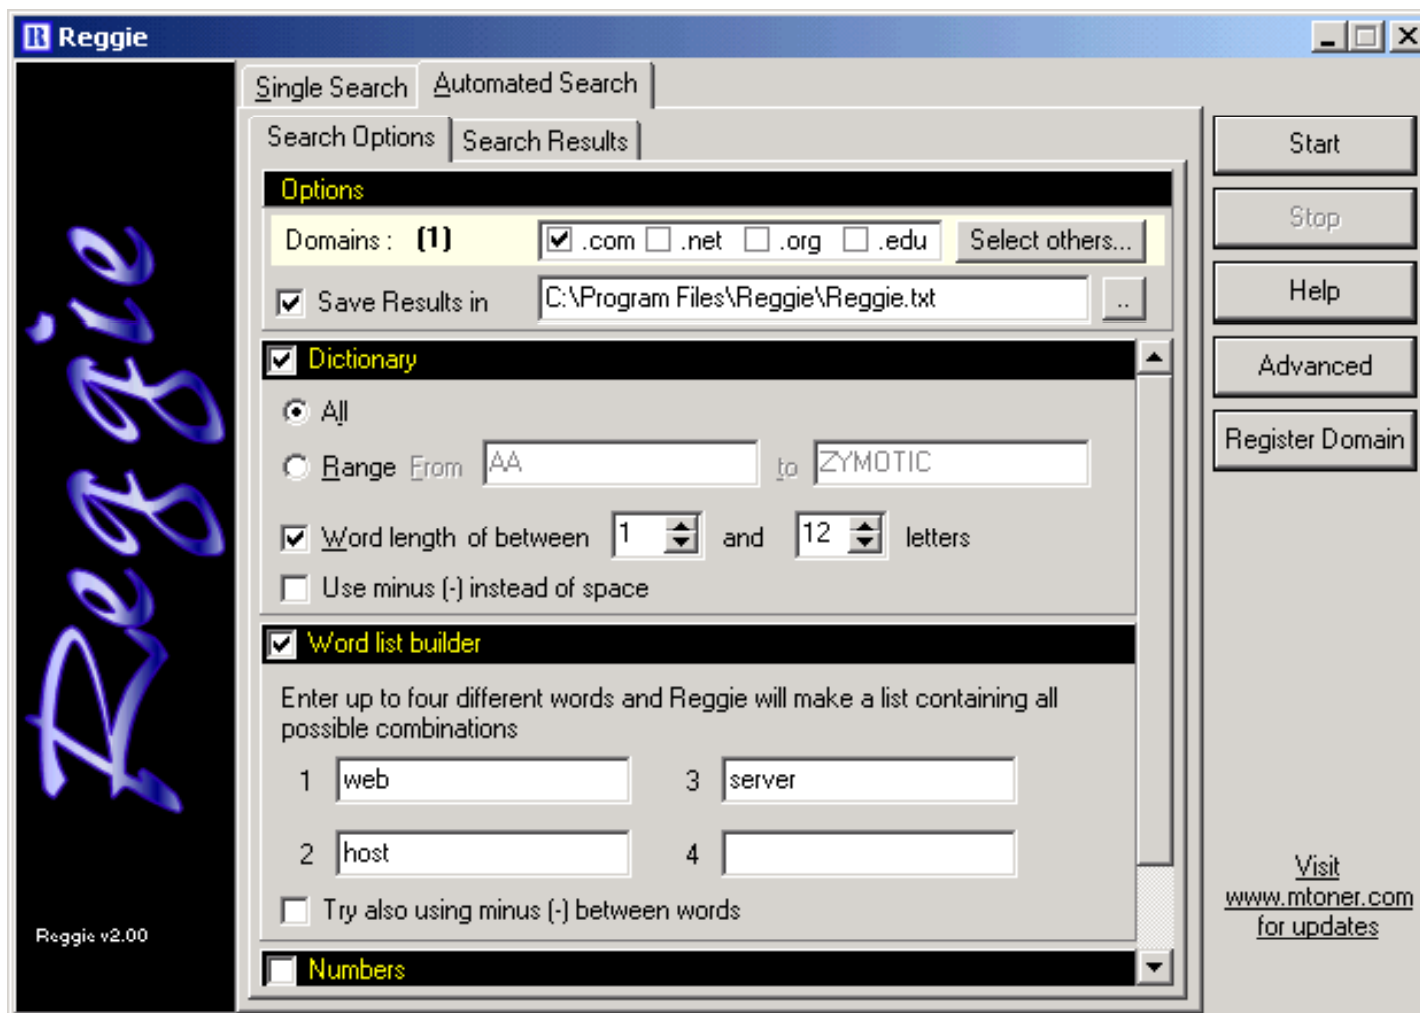 Reggie
Single Search Automated Search
Search Options Search Results
Options
Domains : (1) .com .net .org .edu Select others...
Save Results in C:\Program Files\Reggie\Reggie.txt ..
Dictionary
All
Range From AA to ZYMOTIC
Word length of between 1 and 12 letters
Use minus (-) instead of space
Word list builder
Enter up to four different words and Reggie will make a list containing all
possible combinations
1 web 3 server
2 host 4
Try also using minus (-) between words
Numbers
Start
Stop
Help
Advanced
Register Domain
Visit
www.mtoner.com
for updates
Reggie
Reggie v2.00